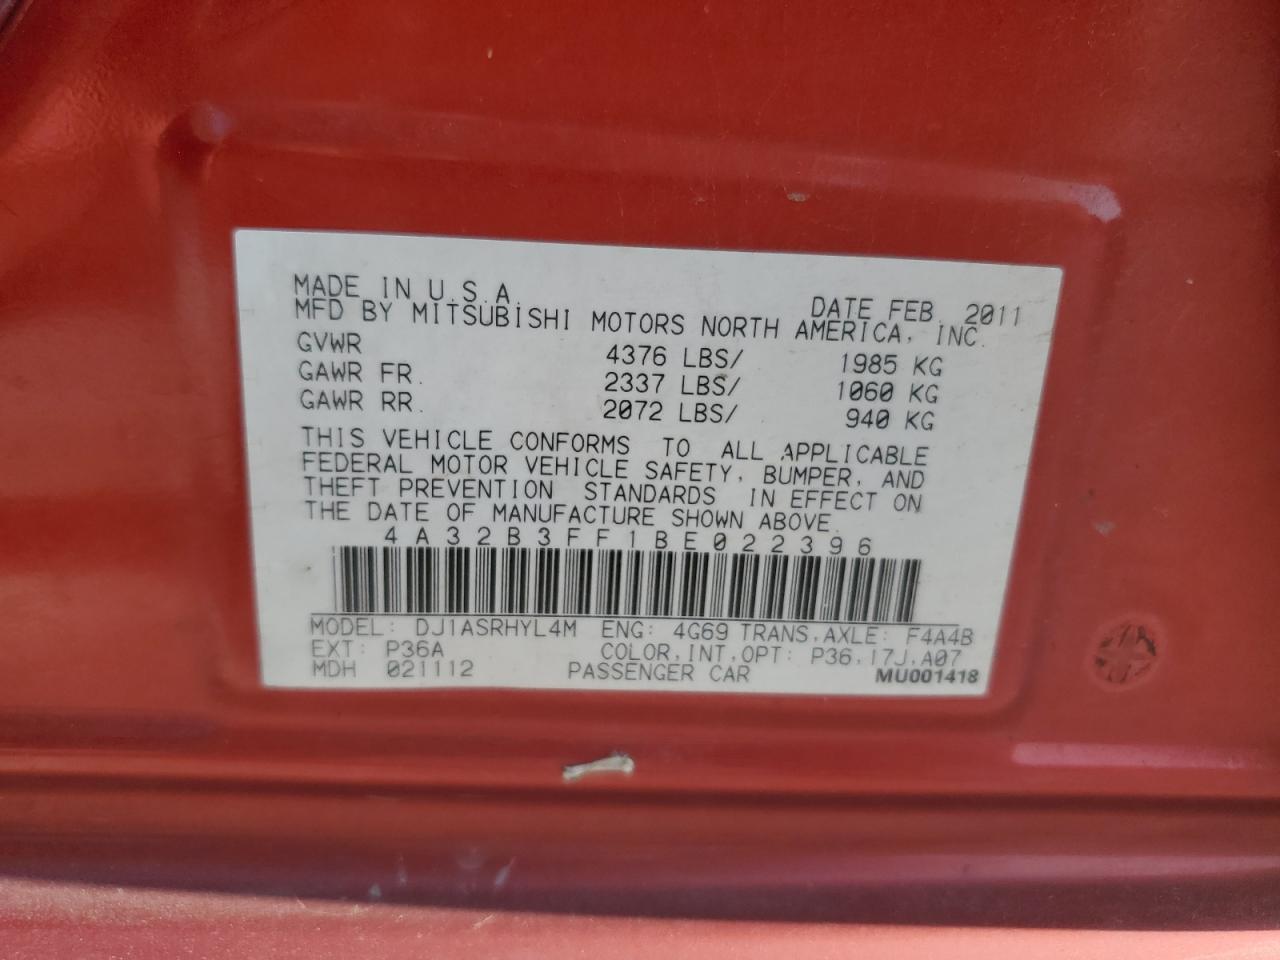 MADE IN U.S.A. DATE FEB. 2011
MFD BY MITSUBISHI MOTORS NORTH AMERICA, INC.
GVWR 4376 LBS/ 1985 KG
GAWR FR. 2337 LBS/ 1060 KG
GAWR RR. 2072 LBS/ 940 KG
THIS VEHICLE CONFORMS TO ALL APPLICABLE
FEDERAL MOTOR VEHICLE SAFETY, BUMPER, AND
THEFT PREVENTION STANDARDS IN EFFECT ON
THE DATE OF MANUFACTURE SHOWN ABOVE.
4A32B3FF1BE022396
MODEL: DJ1ASRHYL4M ENG: 4G69 TRANS,AXLE: F4A4B
EXT: P36A COLOR,INT,OPT: P36,17J,A07
MDH 021112 PASSENGER CAR MU001418